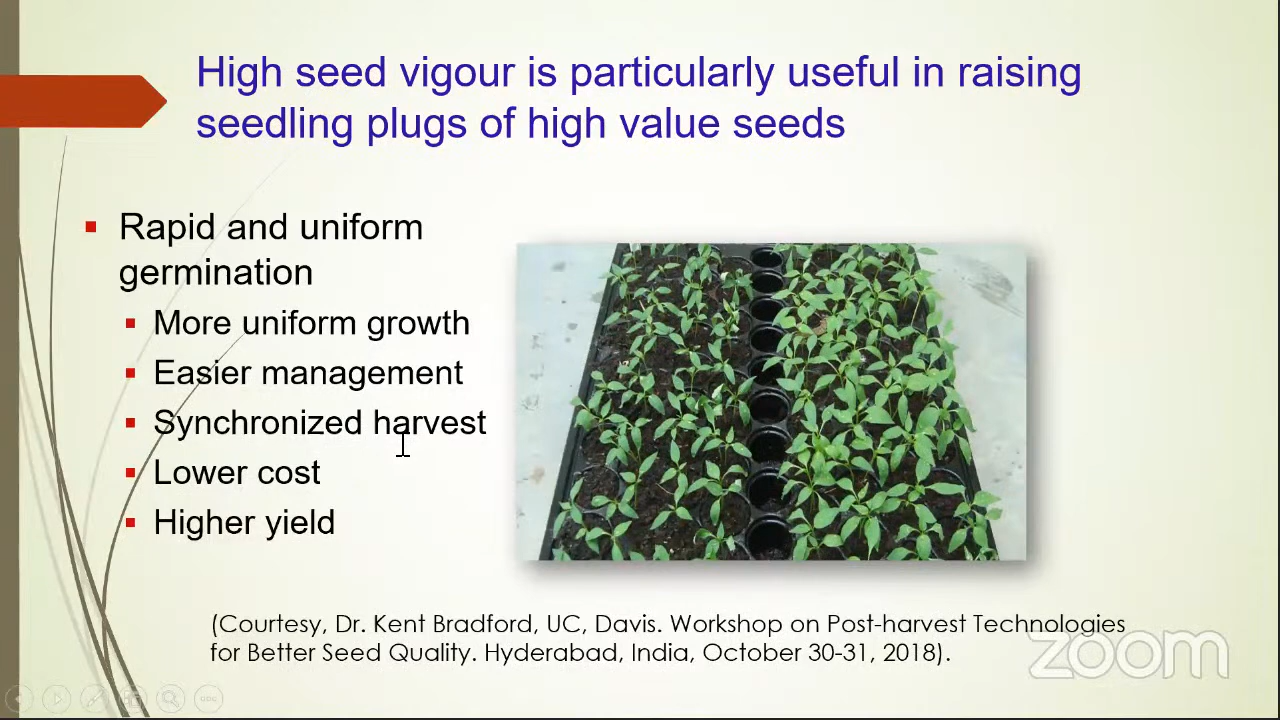 High seed vigour is particularly useful in raising
seedling plugs of high value seeds
Rapid and uniform
germination
More uniform growth
Easier management
Synchronized harvest
Lower cost
Higher yield
(Courtesy, Dr. Kent Bradford, UC, Davis. Workshop on Post-harvest Technologies
for Better Seed Quality. Hyderabad, India, October 30-31, 2018).
zoom